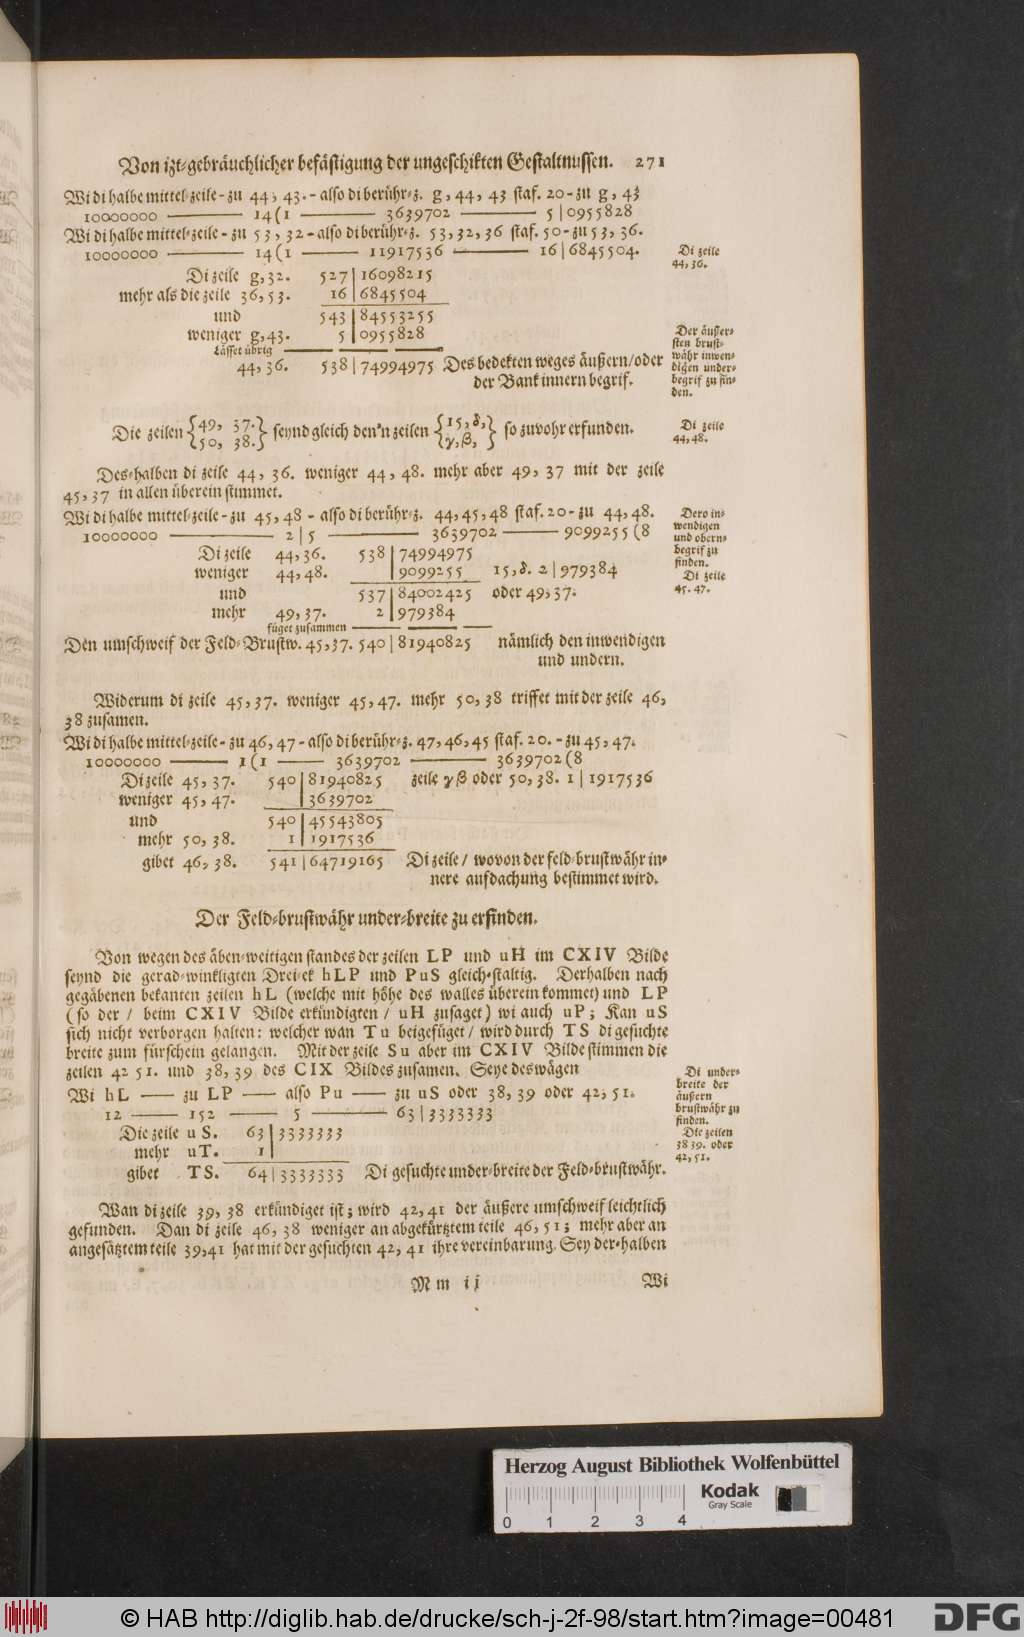 Von izt-gebräuchlicher befästigung der ungeschikten Gestaltnussen. 271
Wi di halbe mittel-zeile - zu 44, 43. - also di berühr-z. g, 44, 43 staf. 20 - zu g, 43
10000000 —— 14(1 —— 3639702 —— 5|0955828
Wi di halbe mittel-zeile - zu 53, 32 - also di berühr-z. 53, 32, 36 staf. 50 - zu 53, 36.
10000000 —— 14(1 —— 11917536 —— 16|6845504.
Di zeile
44, 36.
Di zeile g, 32. 527|16098215
mehr als die zeile 36, 53. 16|6845504
und 543|84553255
weniger g, 43. 5|0955828
Lässet übrig
44, 36. 538|74994975 Des bedekten weges äußern/oder
der Bank innern begrif.
Der äußer-
sten brust-
währ inwen-
digen under-
begrif zu fin-
den.
Die zeilen {49, 37. 50, 38.} seynd gleich den'n zeilen {15, δ, γ, β,} so zuvohr erfunden.
Di zeile
44, 48.
Des-halben di zeile 44, 36. weniger 44, 48. mehr aber 49, 37 mit der zeile
45, 37 in allen überein stimmet.
Wi di halbe mittel-zeile - zu 45, 48 - also di berühr-z. 44, 45, 48 staf. 20 - zu 44, 48.
10000000 —— 2|5 —— 3639702 —— 9099255(8
Dero in-
wendigen
und obern-
begrif zu
finden.
Di zeile
45. 47.
Di zeile 44, 36. 538|74994975
weniger 44, 48. |9099255 15, δ. 2|979384
und 537|84002425 oder 49, 37.
mehr 49, 37. 2|979384
füget zusammen
Den umschweif der Feld-Brustw. 45, 37. 540|81940825 nämlich den inwendigen
und undern.
Widerum di zeile 45, 37. weniger 45, 47. mehr 50, 38 triffet mit der zeile 46,
38 zusamen.
Wi di halbe mittel-zeile - zu 46, 47 - also di berühr-z. 47, 46, 45 staf. 20. - zu 45, 47.
10000000 —— 1(1 —— 3639702 —— 3639702(8
Di zeile 45, 37. 540|81940825 zeile γβ oder 50, 38. 1|1917536
weniger 45, 47. |3639702
und 540|45543805
mehr 50, 38. 1|1917536
gibet 46, 38. 541|64719165 Di zeile / wovon der feld-brustwähr in-
nere aufdachung bestimmet wird.
Der Feld-brustwähr under-breite zu erfinden.
Von wegen des äben-weitigen standes der zeilen LP und uH im CXIV Bilde
seynd die gerad-winkligten Drei-ek hLP und PuS gleich-staltig. Derhalben nach
gegäbenen bekanten zeilen hL (welche mit höhe des walles überein kommet) und LP
(so der / beim CXIV Bilde erkündigten / uH zusaget) wi auch uP; Kan uS
sich nicht verborgen halten: welcher wan Tu beigefüget / wird durch TS di gesuchte
breite zum fürschein gelangen. Mit der zeile Su aber im CXIV Bilde stimmen die
zeilen 42 51. und 38, 39 des CIX Bildes zusamen. Seye deswägen
Wi hL —— zu LP —— also Pu —— zu uS oder 38, 39 oder 42, 51.
12 —— 152 —— 5 —— 63|3333333
Di under-
breite der
äußern
brustwähr zu
finden.
Die zeilen
38 39. oder
42, 51.
Die zeile u S. 63|3333333
mehr uT. 1|
gibet TS. 64|3333333 Di gesuchte under-breite der Feld-brustwähr.
Wan di zeile 39, 38 erkündiget ist; wird 42, 41 der äußere umschweif leichtlich
gefunden. Dan di zeile 46, 38 weniger an abgekürtztem teile 46, 51; mehr aber an
angesäztem teile 39, 41 hat mit der gesuchten 42, 41 ihre vereinbarung. Sey der-halben
Mm ij Wi
Herzog August Bibliothek Wolfenbüttel
Kodak
Gray Scale
0 1 2 3 4
© HAB http://diglib.hab.de/drucke/sch-j-2f-98/start.htm?image=00481
DFG